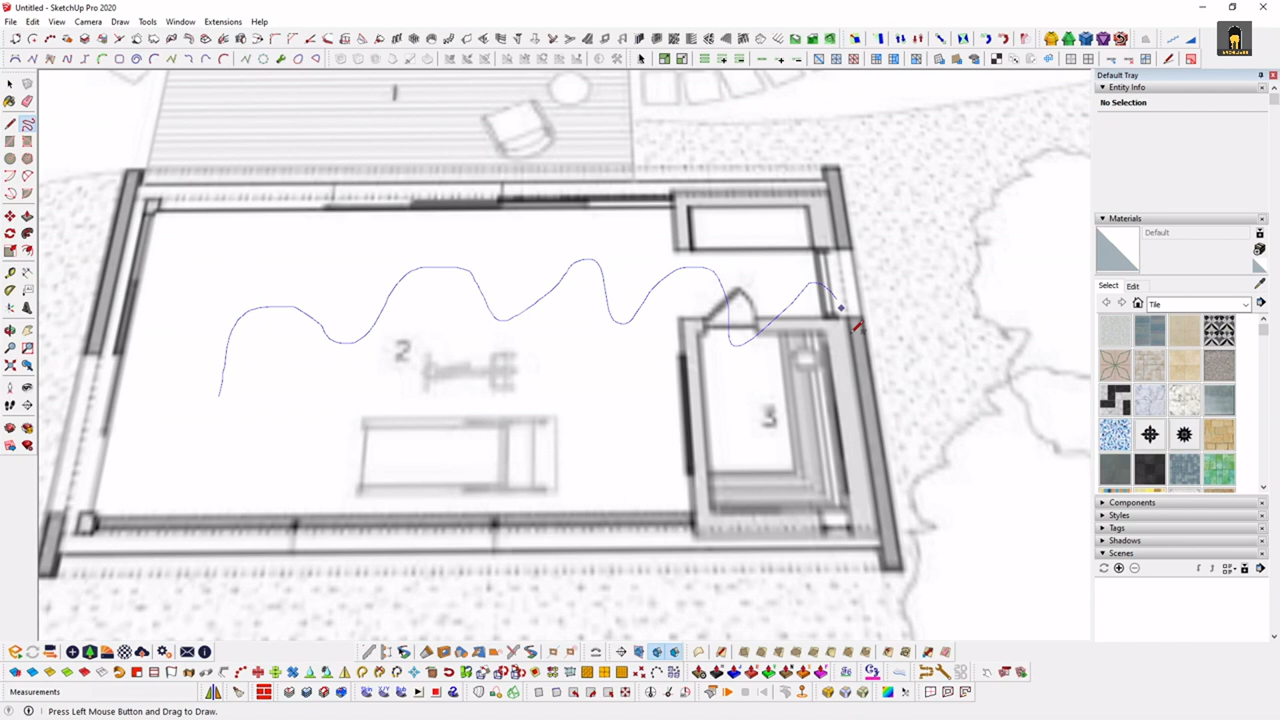 Untitled - SketchUp Pro 2020
File Edit View Camera Draw Tools Window Extensions Help
Default Tray
Entity Info
No Selection
Materials
Default
Select Edit
Tile
Components
Styles
Tags
Shadows
Scenes
1
2
3
Measurements
Press Left Mouse Button and Drag to Draw.